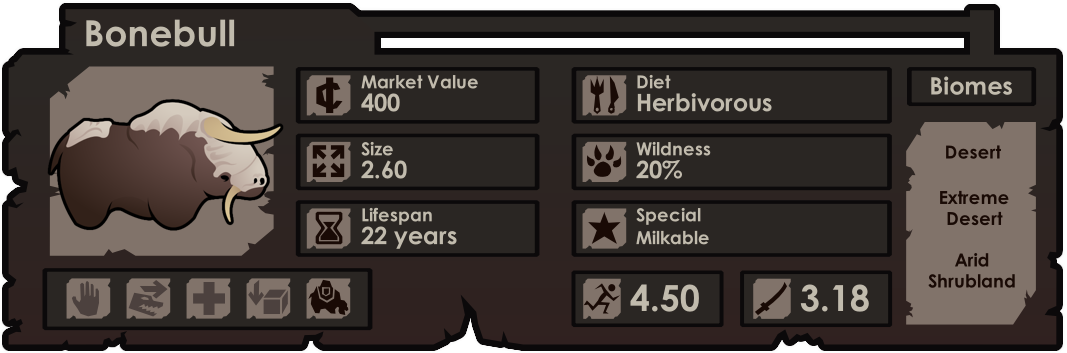 Bonebull
Market Value
400
Size
2.60
Lifespan
22 years
Diet
Herbivorous
Wildness
20%
Special
Milkable
4.50
3.18
Biomes
Desert
Extreme
Desert
Arid
Shrubland